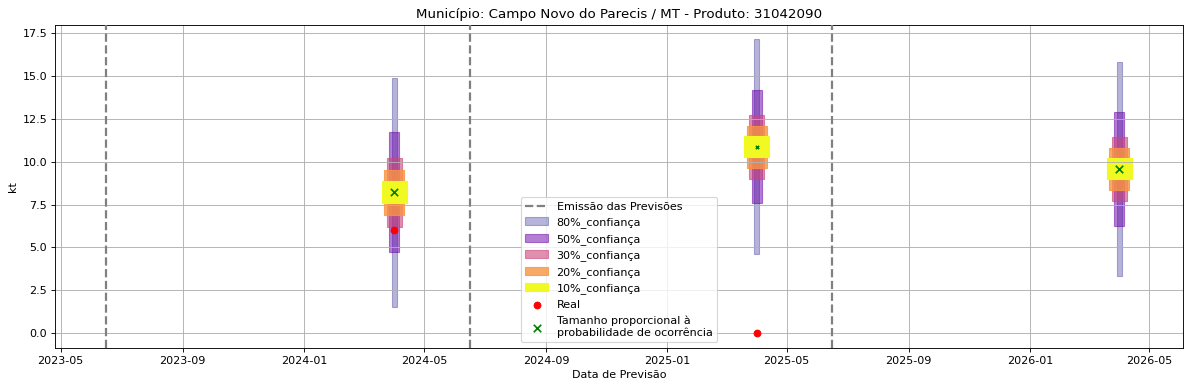 Município: Campo Novo do Parecis / MT - Produto: 31042090
17.5
15.0
12.5
10.0
7.5
5.0
2.5
0.0
kt
Emissão das Previsões
80%_confiança
50%_confiança
30%_confiança
20%_confiança
10%_confiança
Real
Tamanho proporcional à
probabilidade de ocorrência
2023-05 2023-09 2024-01 2024-05 2024-09 2025-01 2025-05 2025-09 2026-01 2026-05
Data de Previsão